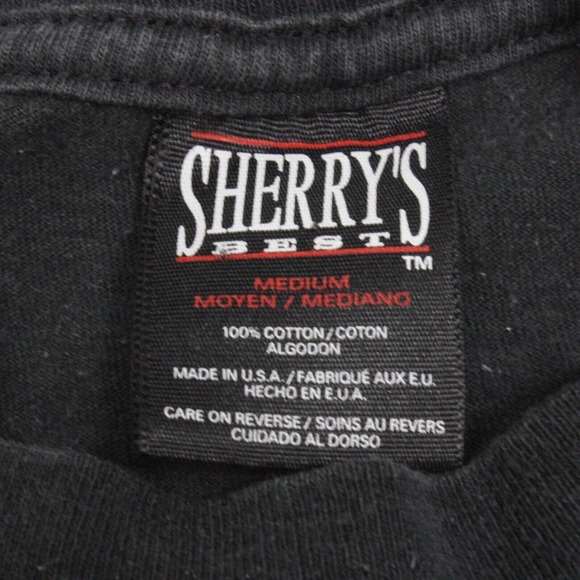 SHERRY'S
BEST
TM
MEDIUM
MOYEN / MEDIANO
100% COTTON / COTON
ALGODON
MADE IN U.S.A. / FABRIQUÉ AUX E.U.
HECHO EN E.U.A.
CARE ON REVERSE / SOINS AU REVERS
CUIDADO AL DORSO